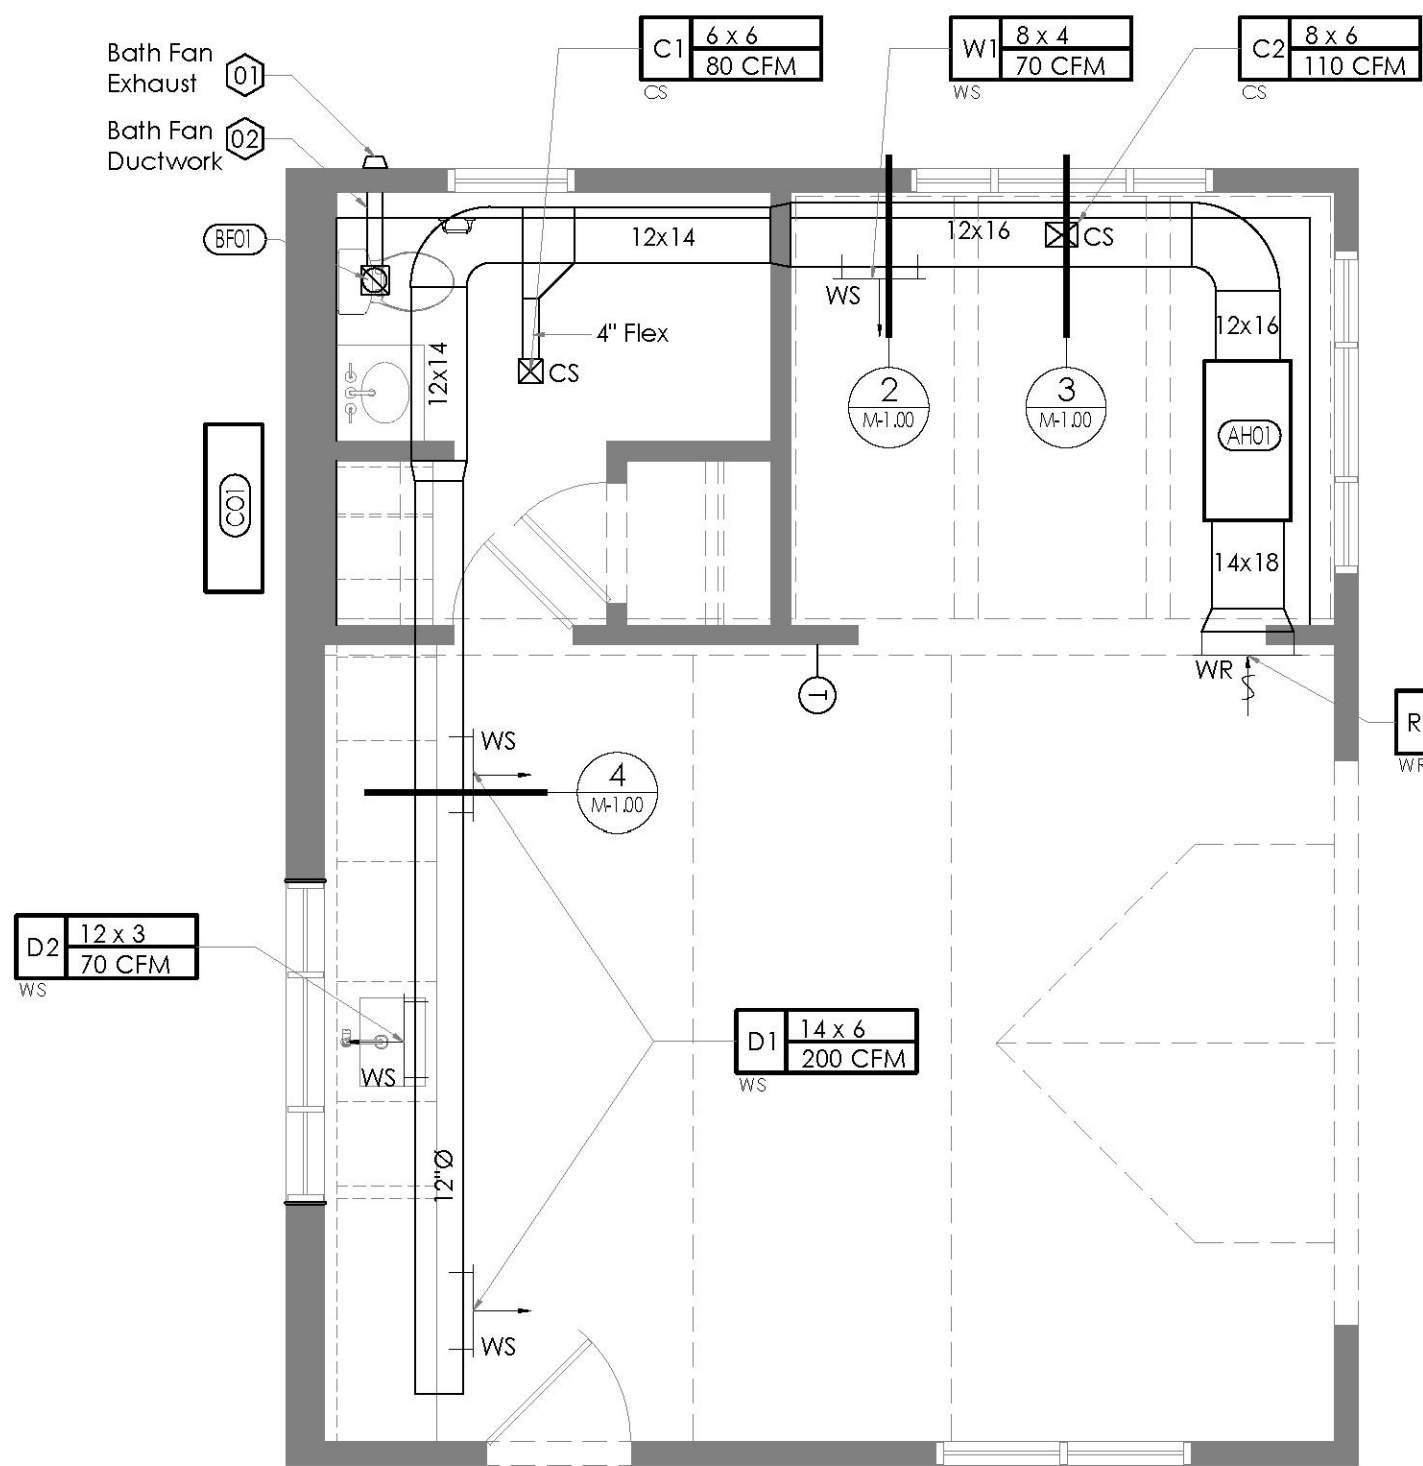 C1
6 x 6
80 CFM
CS
W1
8 x 4
70 CFM
WS
C2
8 x 6
110 CFM
CS
Bath Fan
Exhaust
01
Bath Fan
Ductwork
02
BF01
12x14
12x16
CS
WS
4" Flex
12x16
CS
12x14
2
M-1.00
3
M-1.00
AH01
C01
14x18
WR
T
R
WR
WS
4
M-1.00
D2
12 x 3
70 CFM
WS
WS
D1
14 x 6
200 CFM
WS
12"Ø
WS